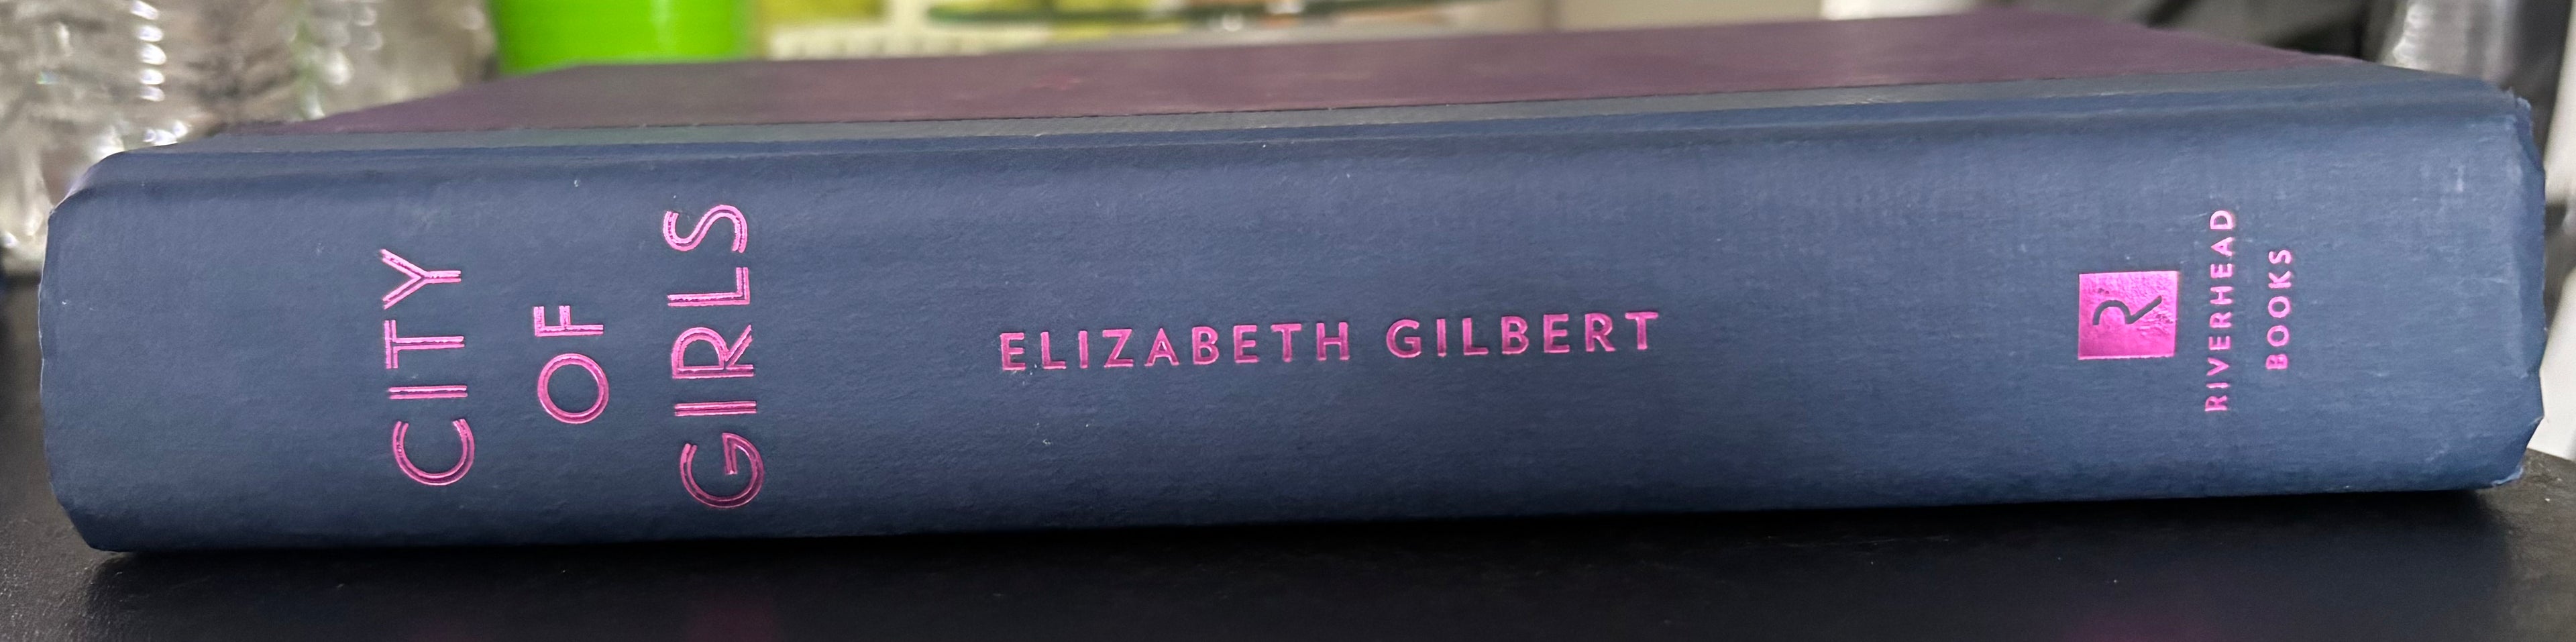 CITY
OF
GIRLS
ELIZABETH GILBERT
R
RIVERHEAD
BOOKS